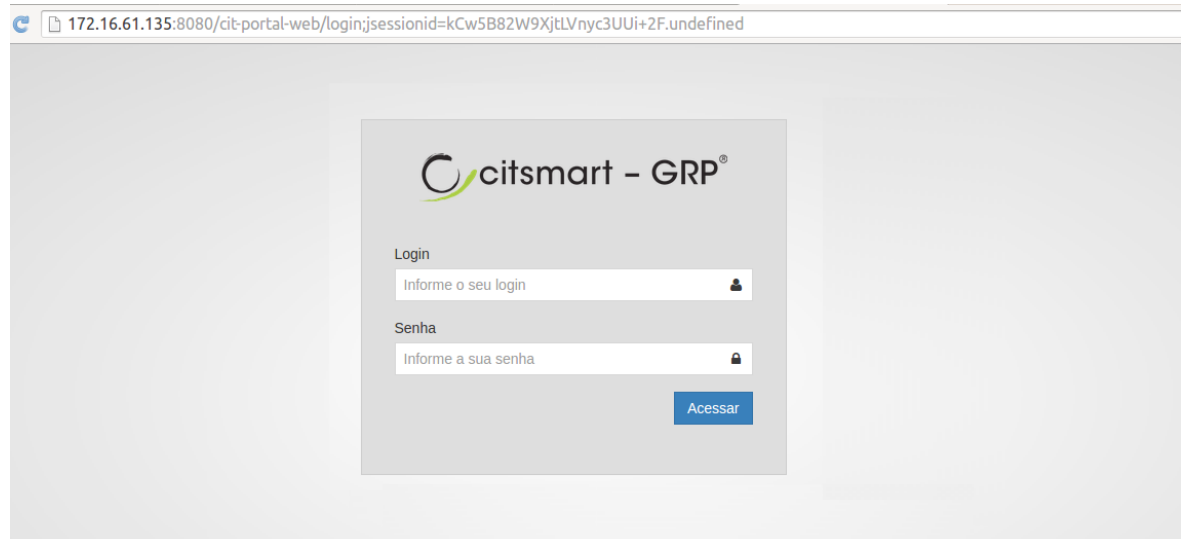 172.16.61.135:8080/cit-portal-web/login;jsessionid=kCw5B82W9XjtLVnyc3UUi+2F.undefined
citsmart – GRP®
Login
Informe o seu login
Senha
Informe a sua senha
Acessar